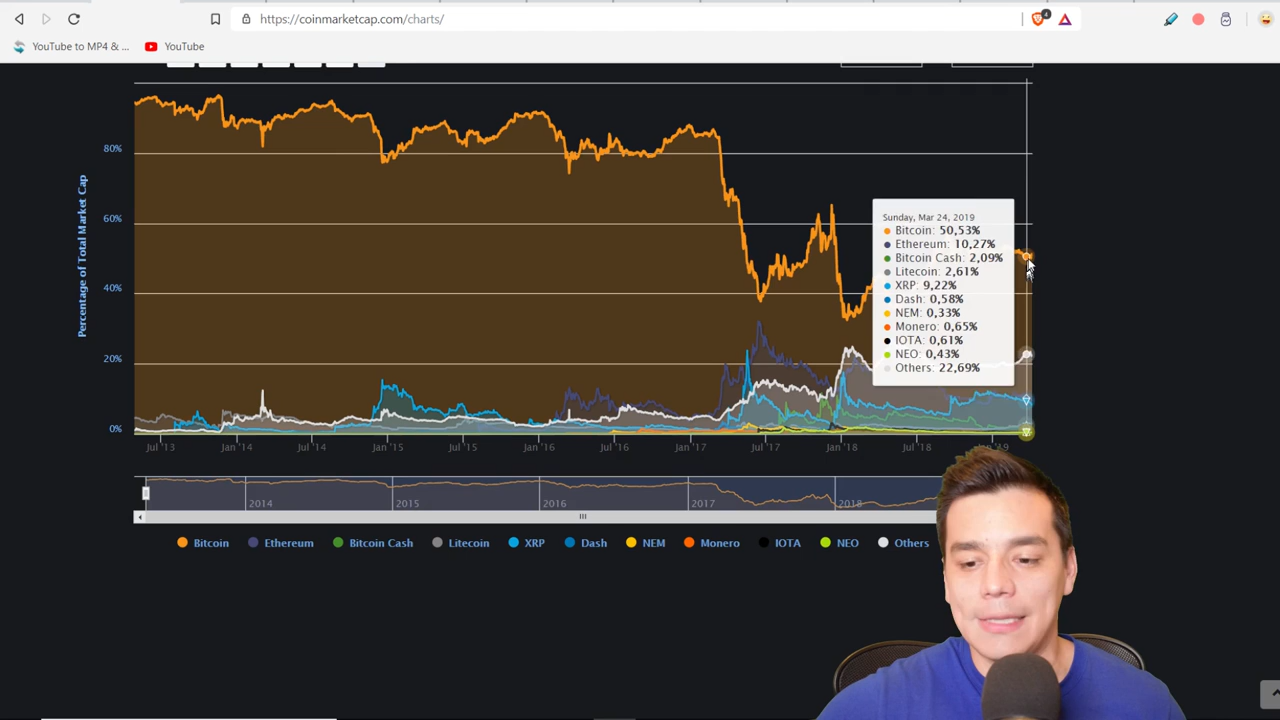 4
https://coinmarketcap.com/charts/
YouTube to MP4 & ...
YouTube
Percentage of Total Market Cap
80%
60%
40%
20%
0%
Sunday, Mar 24, 2019
Bitcoin: 50,53%
Ethereum: 10,27%
Bitcoin Cash: 2,09%
Litecoin: 2,61%
XRP: 9,22%
Dash: 0,58%
NEM: 0,33%
Monero: 0,65%
IOTA: 0,61%
NEO: 0,43%
Others: 22,69%
Jul '13 Jan '14 Jul '14 Jan '15 Jul '15 Jan '16 Jul '16 Jan '17 Jul '17 Jan '18 Jul '18 Jan '19
2014 2015 2016 2017 2018
Bitcoin Ethereum Bitcoin Cash Litecoin XRP Dash NEM Monero IOTA NEO Others